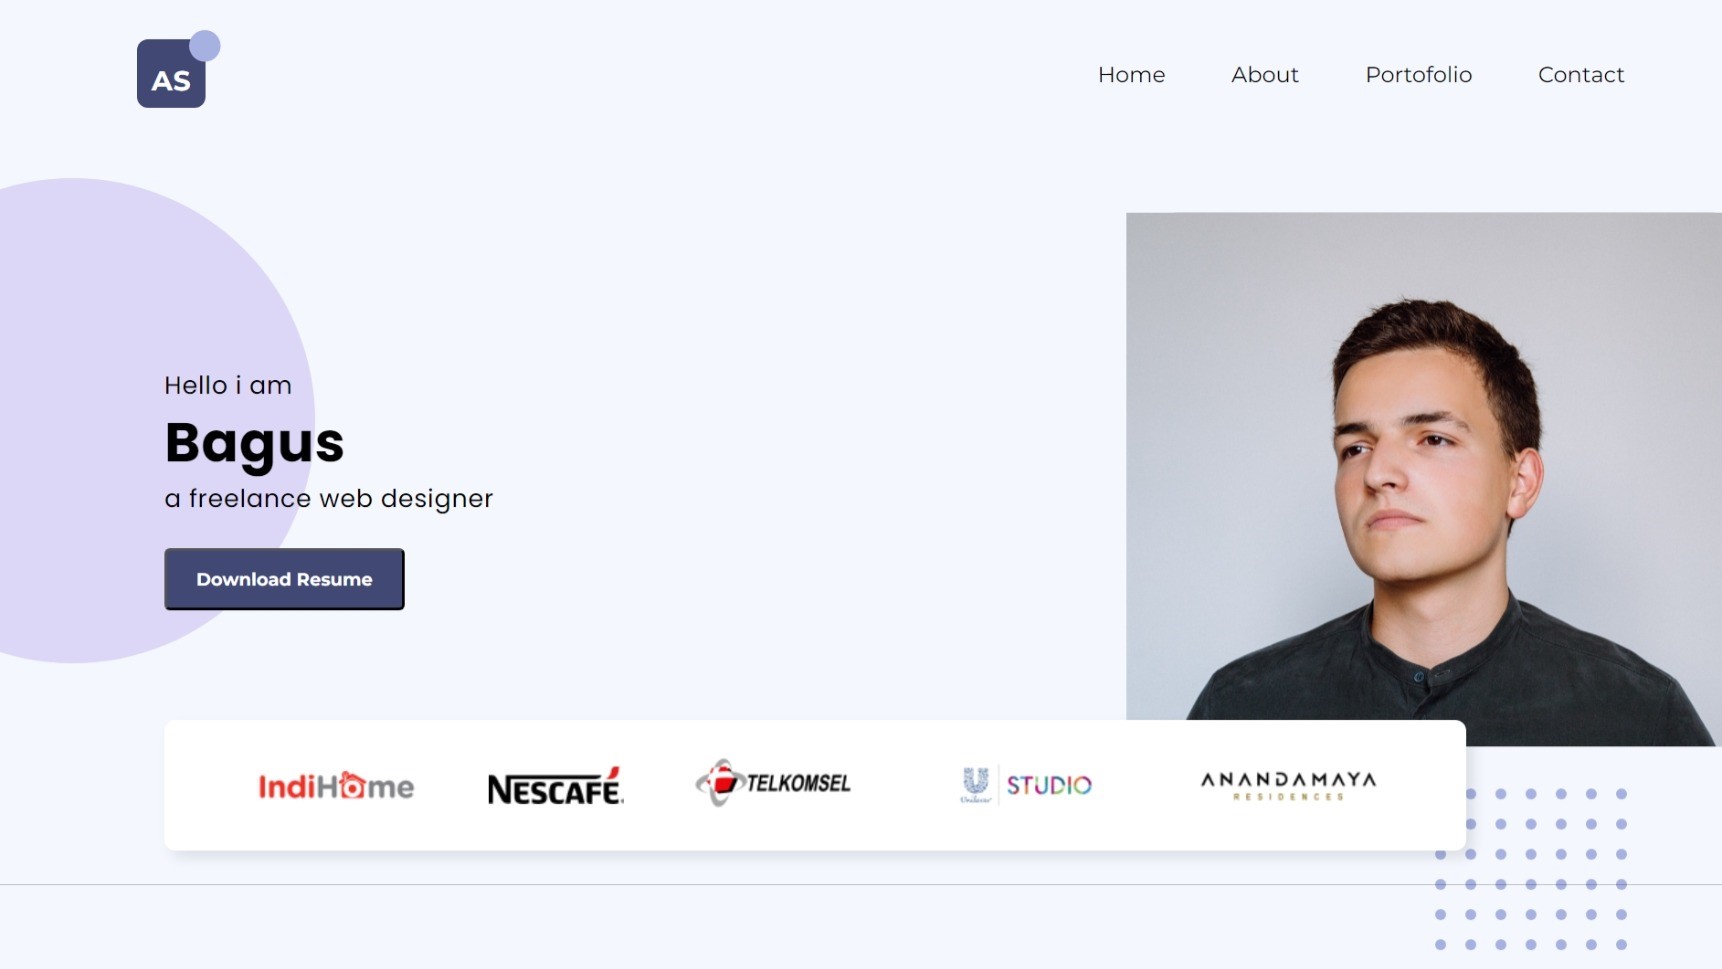 AS
Home About Portofolio Contact
Hello i am
Bagus
a freelance web designer
Download Resume
IndiHome NESCAFÉ. TELKOMSEL Unilever STUDIO ANANDAMAYA
RESIDENCES